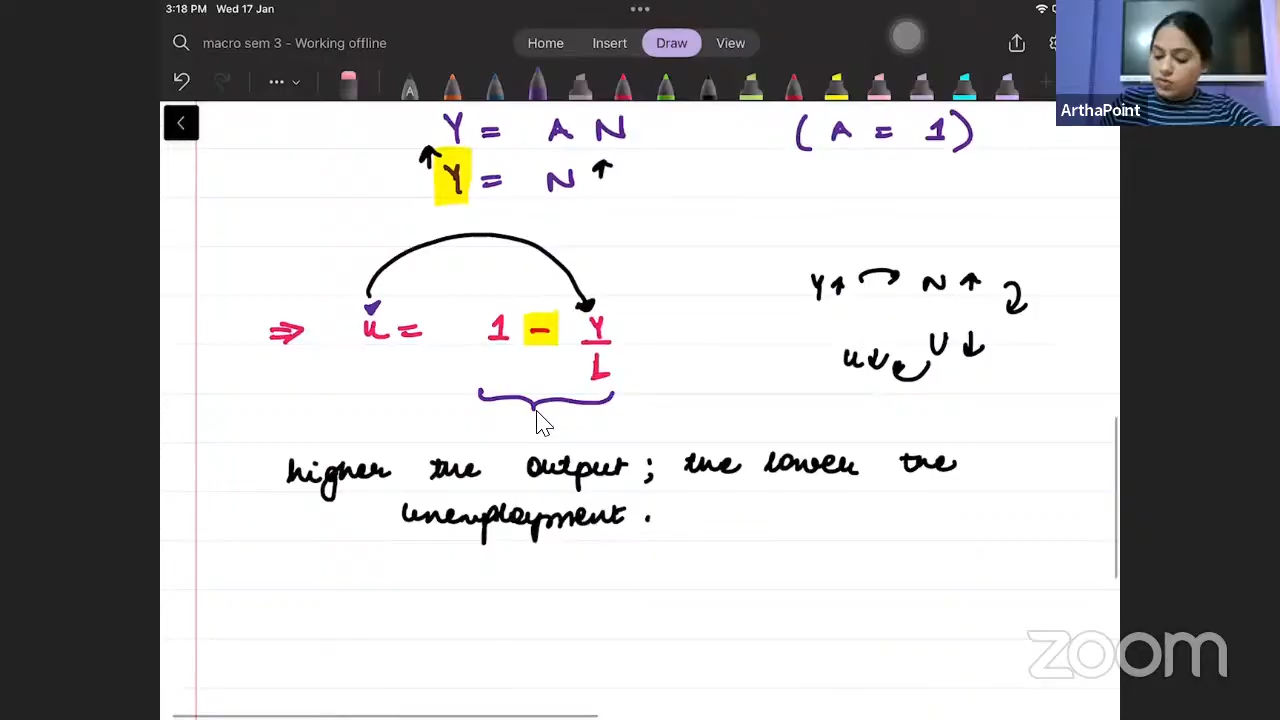 3:18 PM Wed 17 Jan
macro sem 3 - Working offline
Home Insert Draw View
ArthaPoint
Y = A N (A = 1)
↑ Y = N ↑
Y↑ → N ↑
⇒ u = 1 - Y/L
U ↓
u↓
higher the output ; the lower the
unemployment .
zoom